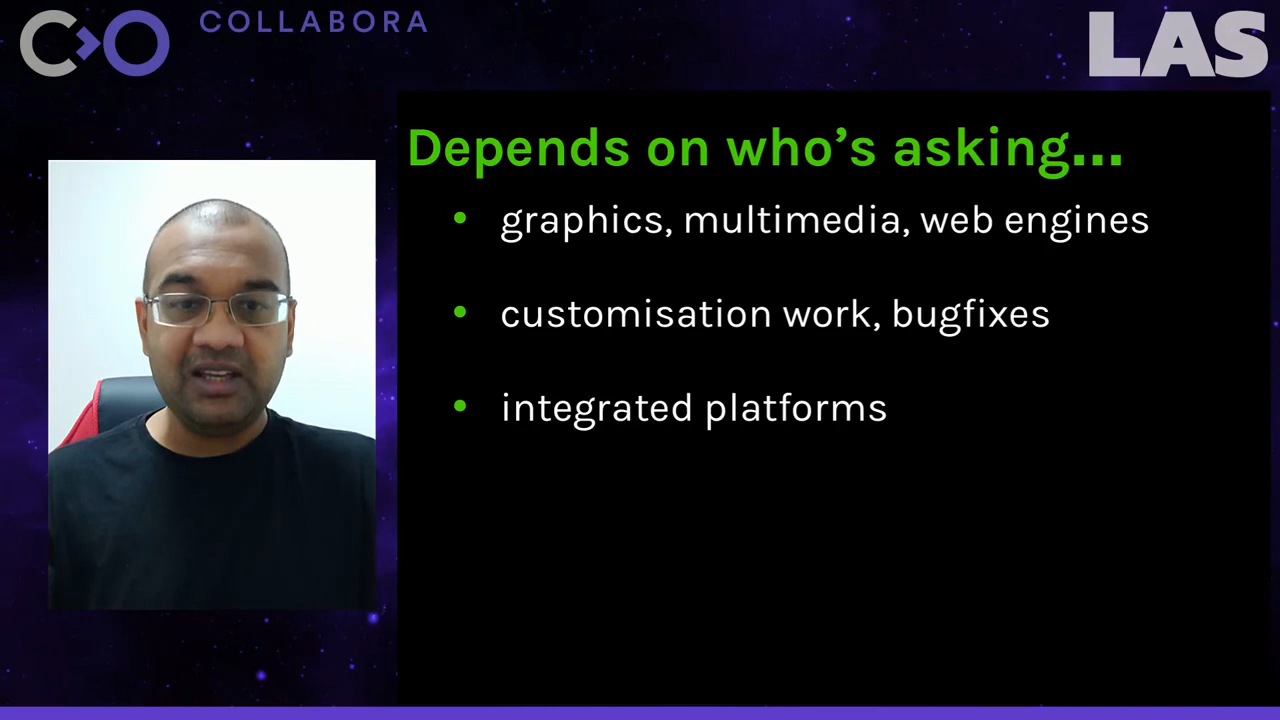 COLLABORA
LAS
Depends on who’s asking...
• graphics, multimedia, web engines
• customisation work, bugfixes
• integrated platforms